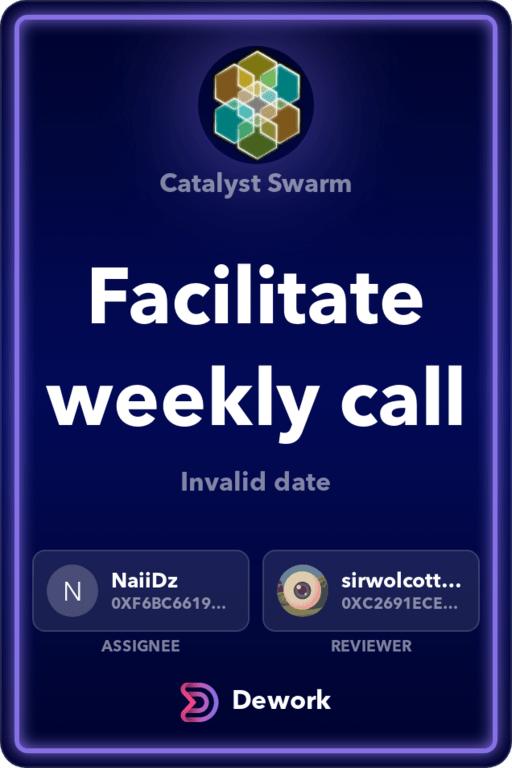 Catalyst Swarm
Facilitate
weekly call
Invalid date
N
NaiiDz
0XF6BC6619...
sirwolcott...
0XC2691ECE...
ASSIGNEE
REVIEWER
Dework